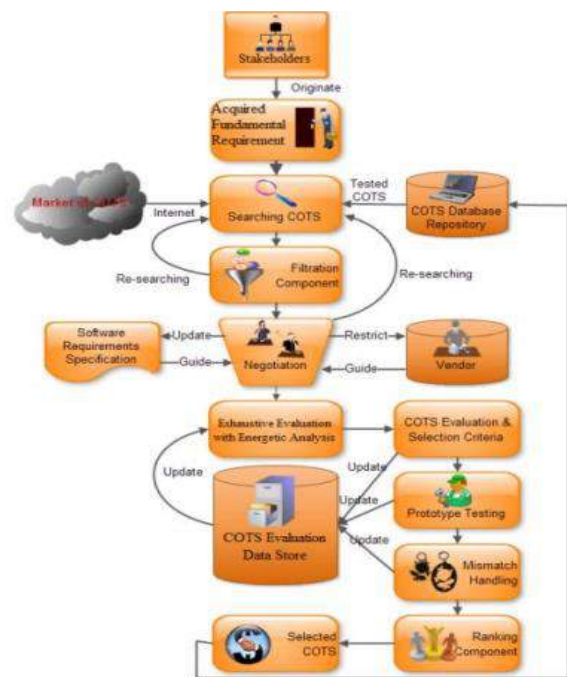 Stakeholders
Originate
Acquired
Fundamental
Requirement
Internet
Searching COTS
Tested
COTS
COTS Database
Repository
Re-searching
Filtration
Component
Re-searching
Software
Requirements
Specification
Update
Guide
Negotiation
Restrict
Guide
Vendor
Exhaustive Evaluation
with Energetic Analysis
COTS Evaluation &
Selection Criteria
Update
Update
Update
Update
COTS Evaluation
Data Store
Prototype Testing
Mismatch
Handling
Selected
COTS
Ranking
Component